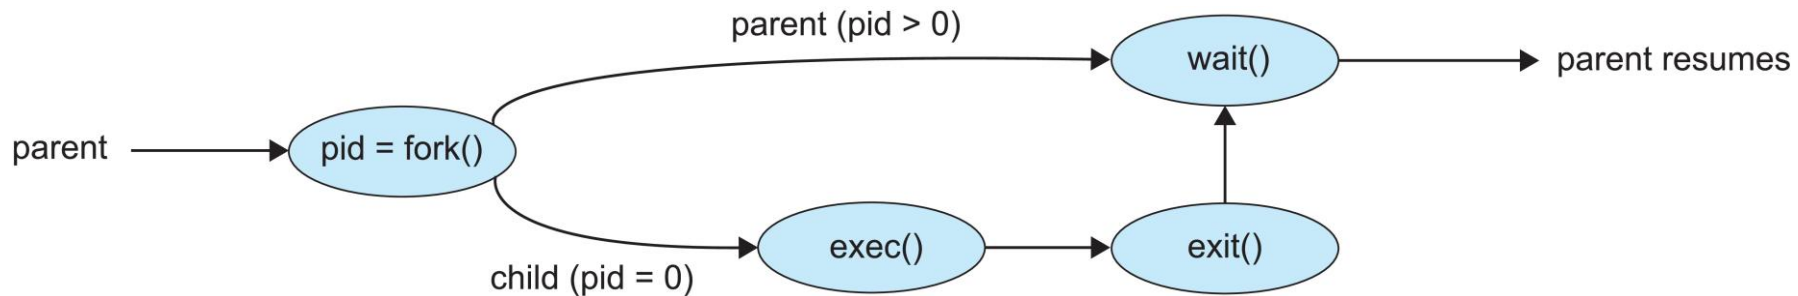 parent (pid > 0)
wait()
parent resumes
parent
pid = fork()
exec()
exit()
child (pid = 0)